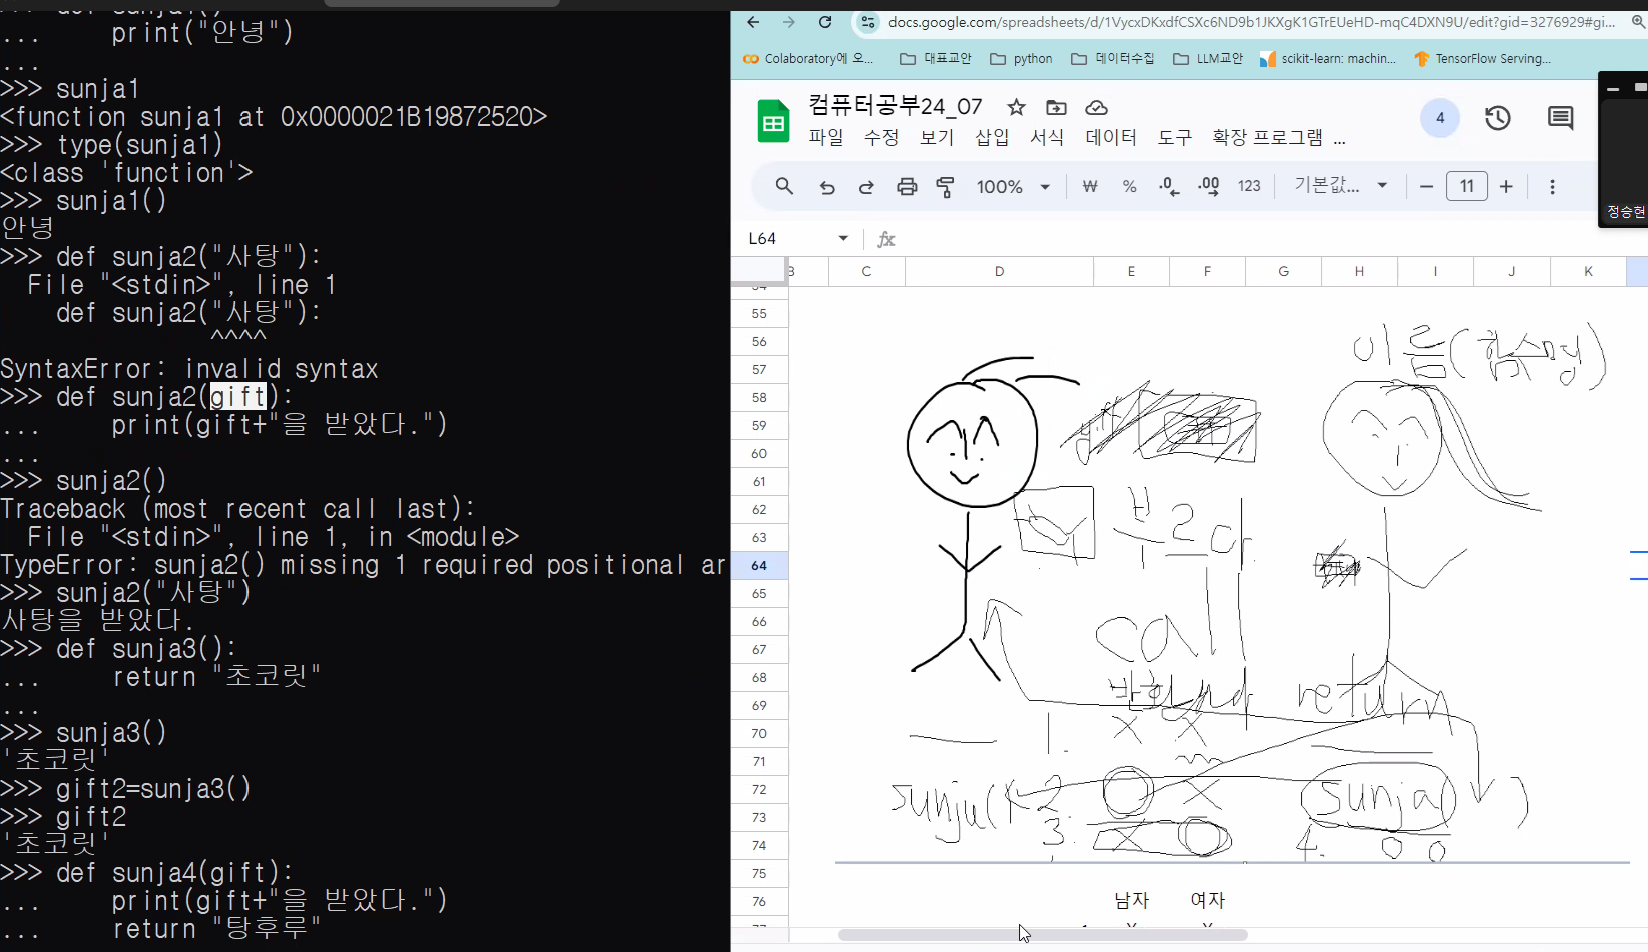 >>> def sunja1():
...     print("안녕")
...
>>> sunja1
<function sunja1 at 0x0000021B19872520>
>>> type(sunja1)
<class 'function'>
>>> sunja1()
안녕
>>> def sunja2("사탕"):
  File "<stdin>", line 1
    def sunja2("사탕"):
               ^^^^
SyntaxError: invalid syntax
>>> def sunja2(gift):
...     print(gift+"을 받았다.")
...
>>> sunja2()
Traceback (most recent call last):
  File "<stdin>", line 1, in <module>
TypeError: sunja2() missing 1 required positional ar
>>> sunja2("사탕")
사탕을 받았다.
>>> def sunja3():
...     return "초코릿"
...
>>> sunja3()
'초코릿'
>>> gift2=sunja3()
>>> gift2
'초코릿'
>>> def sunja4(gift):
...     print(gift+"을 받았다.")
...     return "탕후루"
docs.google.com/spreadsheets/d/1VycxDKxdfCSXc6ND9b1JKXgK1GTrEUeHD-mqC4DXN9U/edit?gid=3276929#gi...
Colaboratory에 오... 대표교안 python 데이터수집 LLM교안 scikit-learn: machin... TensorFlow Serving...
컴퓨터공부24_07
4
파일 수정 보기 삽입 서식 데이터 도구 확장 프로그램 ...
100% ₩ % .0 .00 123 기본값... − 11 +
정승현
L64 fx
B C D E F G H I J K
54
55
56
57
58
59
60
61
62
63
64
65
66
67
68
69
70
71
72
73
74
75
76
77
이름(함수명)
부르다
call
return
1. X X
2 O X
3. X O
4. O O
sunju(
sunja( )
남자 여자